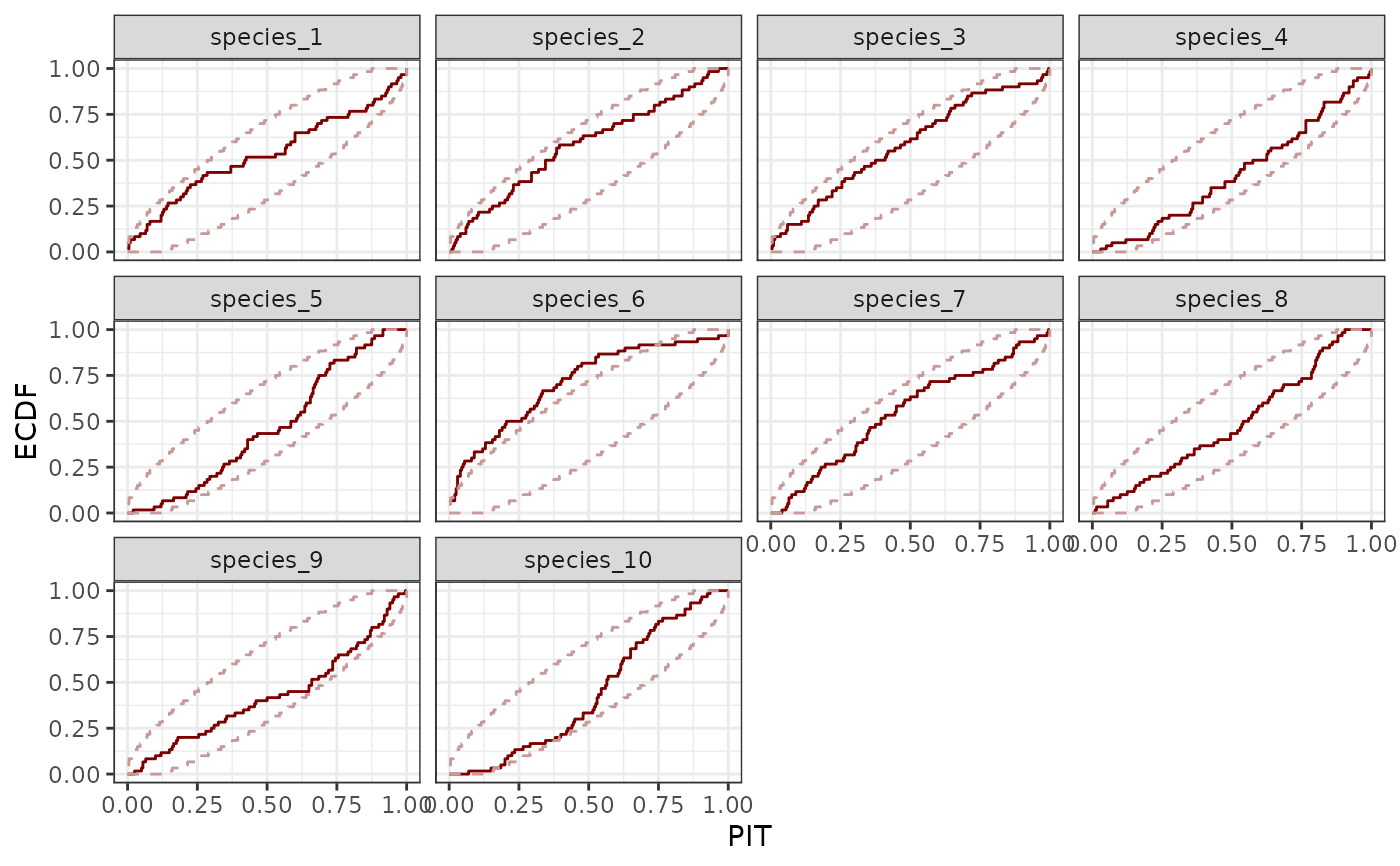 species_1 species_2 species_3 species_4
1.00
0.75
0.50
0.25
0.00
species_5 species_6 species_7 species_8
1.00
0.75
0.50
0.25
0.00
0.00 0.25 0.50 0.75 1.00 0.00 0.25 0.50 0.75 1.00
species_9 species_10
1.00
0.75
0.50
0.25
0.00
0.00 0.25 0.50 0.75 1.00 0.00 0.25 0.50 0.75 1.00
ECDF
PIT